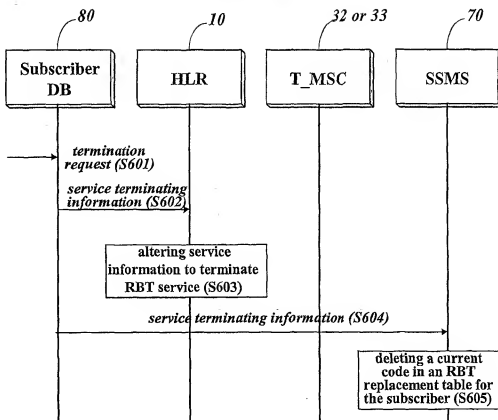 80
10
32 or 33
70
Subscriber
DB
HLR
T_MSC
SSMS
termination
request (S601)
service terminating
information (S602)
altering service
information to terminate
RBT service (S603)
service terminating information (S604)
deleting a current
code in an RBT
replacement table for
the subscriber (S605)